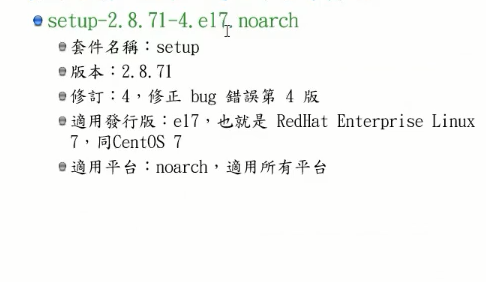 setup-2.8.71-4.el7.noarch
套件名稱：setup
版本：2.8.71
修訂：4，修正 bug 錯誤第 4 版
適用發行版：el7，也就是 RedHat Enterprise Linux
7，同CentOS 7
適用平台：noarch，適用所有平台